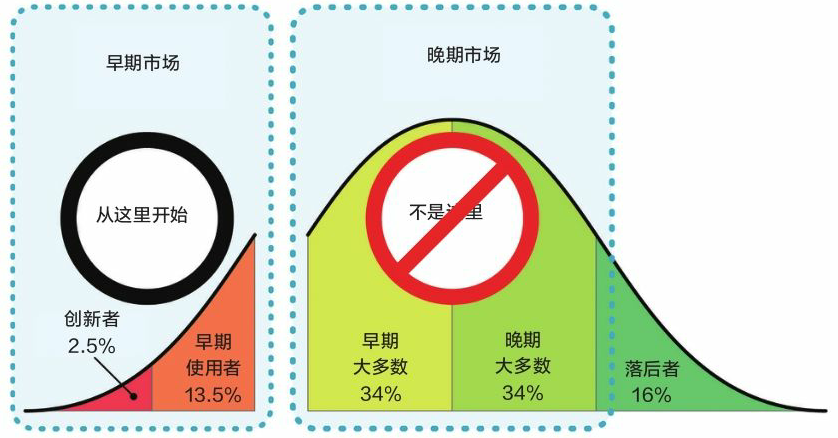 早期市场
晚期市场
从这里开始
不是这里
创新者
2.5%
早期
使用者
13.5%
早期
大多数
34%
晚期
大多数
34%
落后者
16%